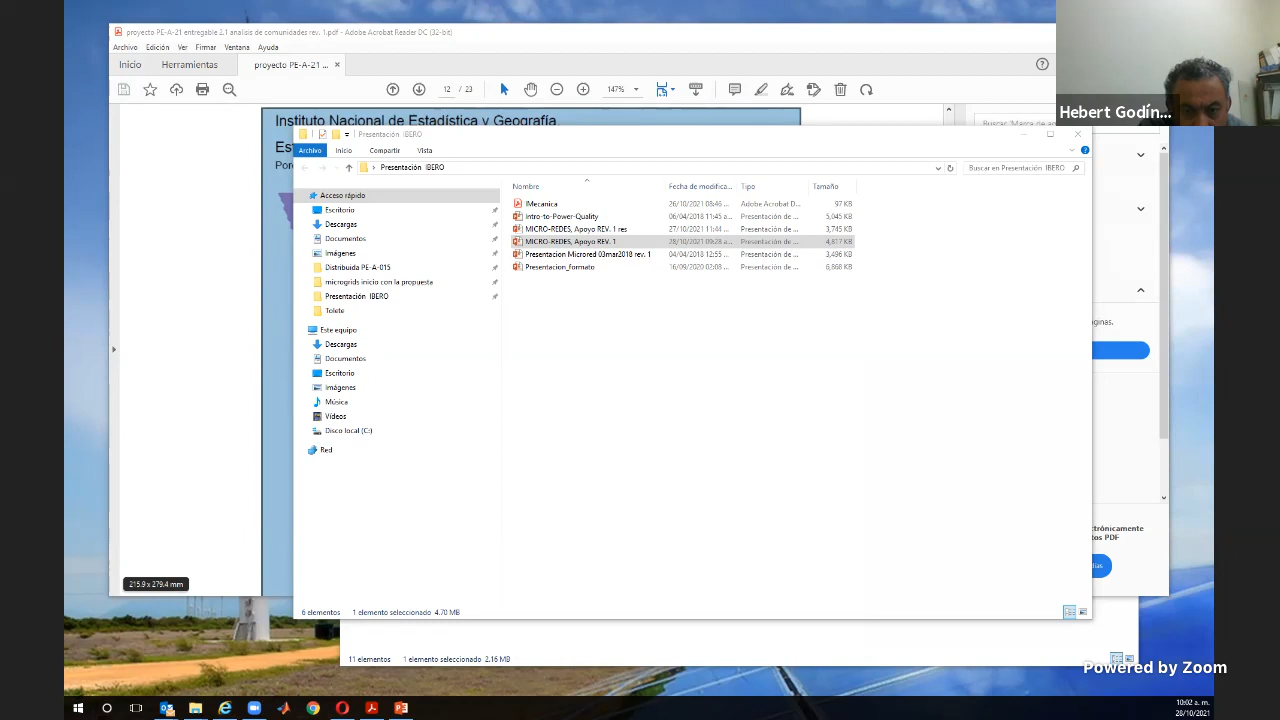 proyecto PE-A-21 entregable 2.1 analisis de comunidades rev. 1.pdf - Adobe Acrobat Reader DC (32-bit)
Archivo Edición Ver Firmar Ventana Ayuda
Inicio Herramientas proyecto PE-A-21 ... ×
12 / 23 147%
Hebert Godín...
Instituto Nacional de Estadística y Geografía
Presentación IBERO
Archivo Inicio Compartir Vista
Presentación IBERO Buscar en Presentación IBERO
Nombre Fecha de modifica... Tipo Tamaño
Acceso rápido
Escritorio
Descargas
Documentos
Imágenes
Distribuida PE-A-015
microgrids inicio con la propuesta
Presentación IBERO
Tolete
Este equipo
Descargas
Documentos
Escritorio
Imágenes
Música
Vídeos
Disco local (C:)
Red
IMecanica 26/10/2021 08:46 ... Adobe Acrobat D... 97 KB
Intro-to-Power-Quality 06/04/2018 11:45 a... Presentación de ... 5,045 KB
MICRO-REDES, Apoyo REV. 1 res 27/10/2021 11:44 ... Presentación de ... 3,745 KB
MICRO-REDES, Apoyo REV. 1 28/10/2021 09:28 a... Presentación de ... 4,817 KB
Presentacion Microred 03mar2018 rev. 1 04/04/2018 12:55 ... Presentación de ... 3,496 KB
Presentacion_formato 16/09/2020 02:08 ... Presentación de ... 6,868 KB
áginas.
ctrónicamente
tos PDF
días
215.9 x 279.4 mm
6 elementos 1 elemento seleccionado 4.70 MB
11 elementos 1 elemento seleccionado 2.16 MB
Powered by Zoom
10:02 a. m.
28/10/2021